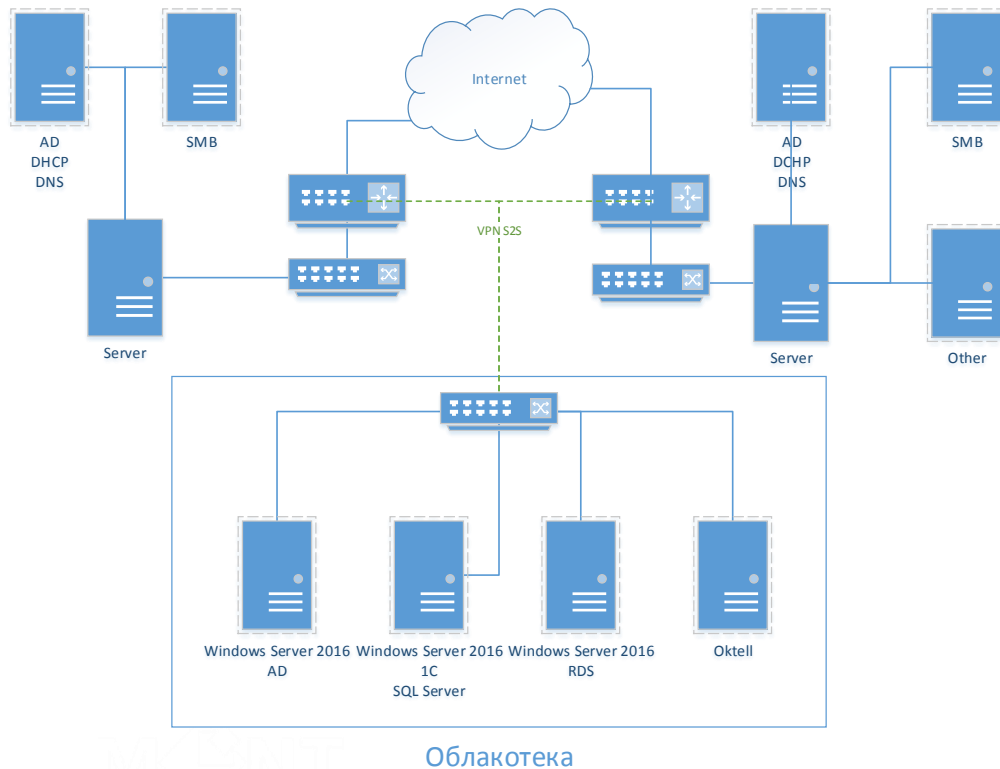 Internet
AD
DHCP
DNS
SMB
AD
DCHP
DNS
SMB
VPN S2S
Server
Server
Other
Windows Server 2016
AD
Windows Server 2016
1C
SQL Server
Windows Server 2016
RDS
Oktell
Облакотека